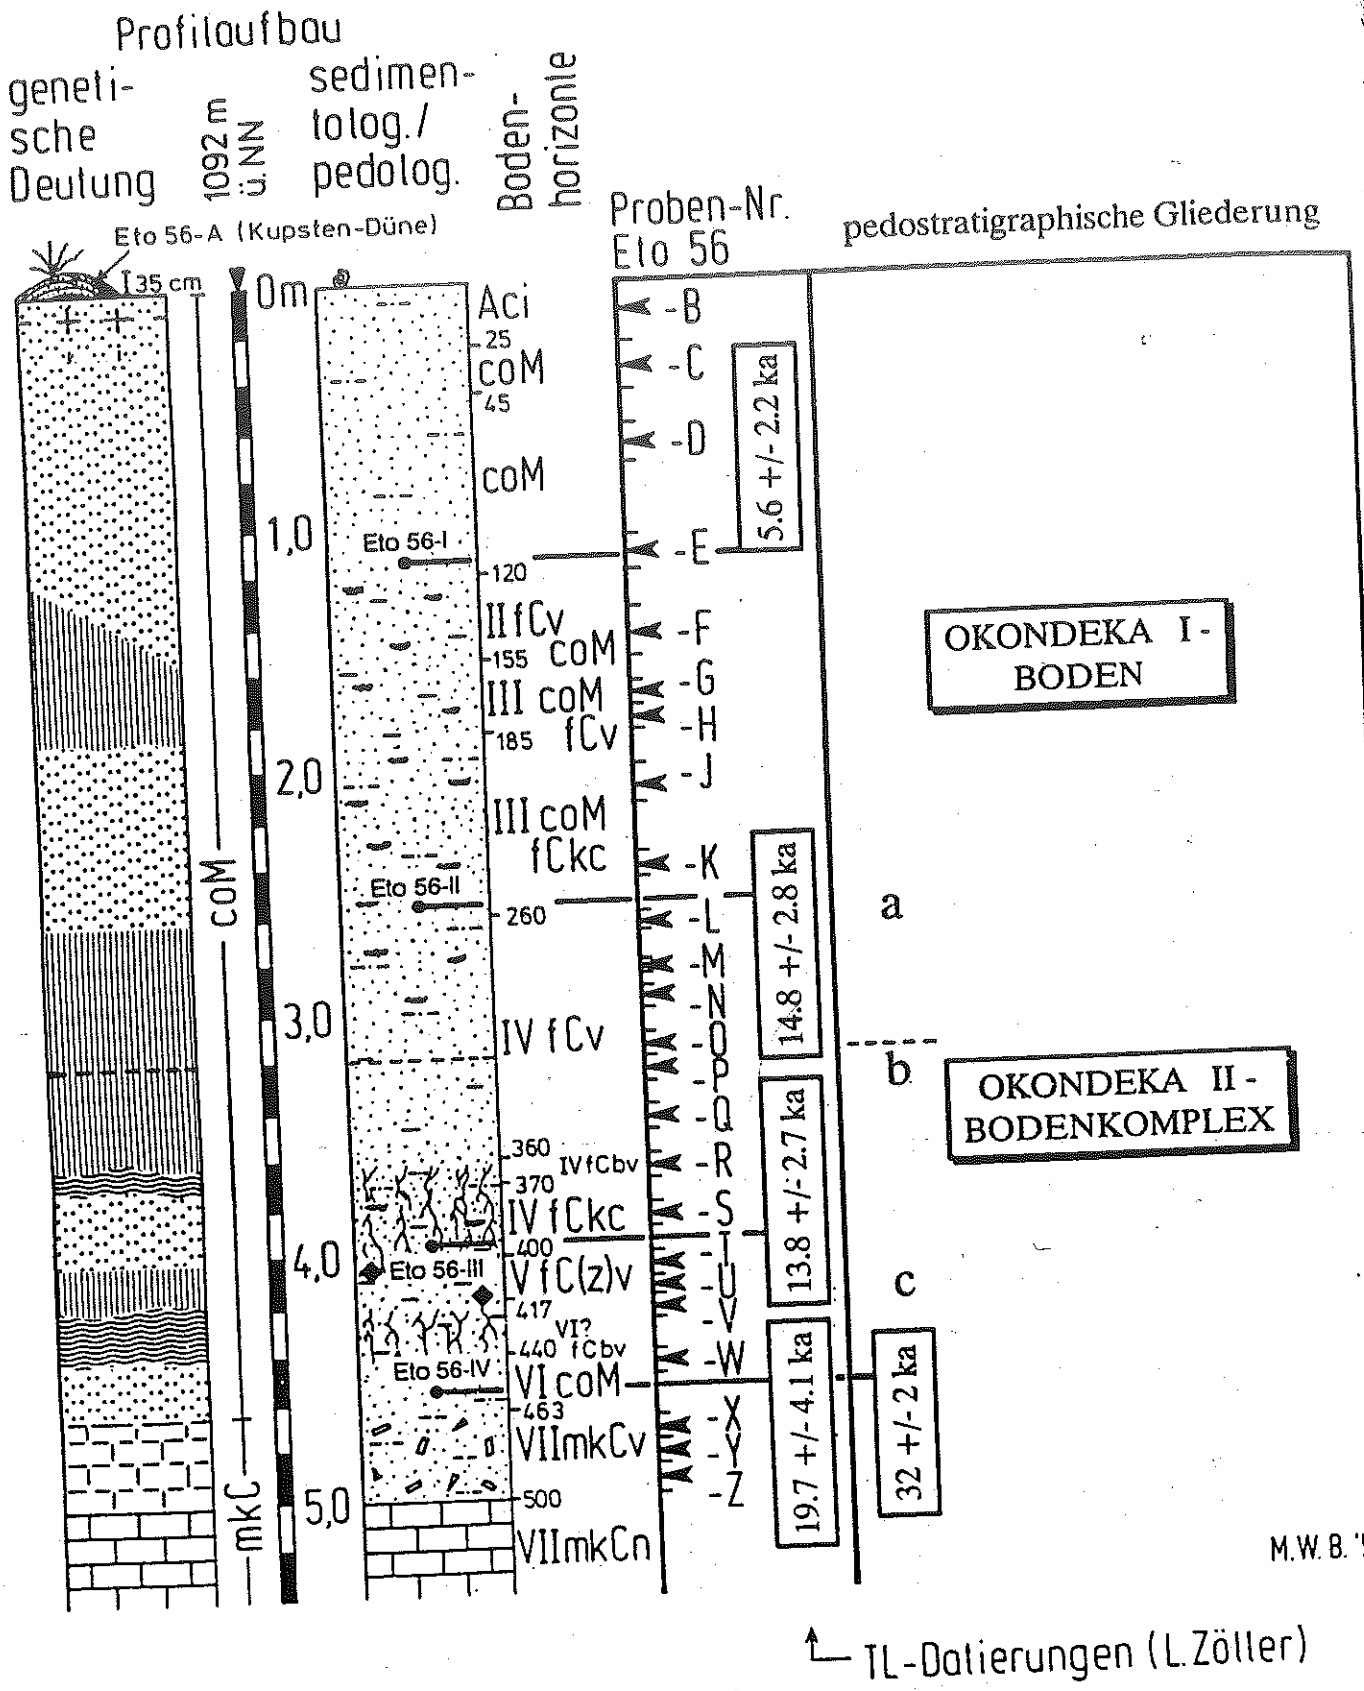 Profilaufbau
geneti-
sche
Deutung
1092 m
ü.NN
sedimen-
tolog./
pedolog.
Boden-
horizonte
Proben-Nr.
Eto 56
pedostratigraphische Gliederung
Eto 56-A (Kupsten-Düne)
35 cm
0m
1,0
2,0
3,0
4,0
5,0
coM
mkC
Eto 56-I
Eto 56-II
Eto 56-III
Eto 56-IV
Aci
25
coM
45
coM
120
II fCv
coM
155
III coM
fCv
185
III coM
fCkc
260
IV fCv
360
IV fCbv
370
IV fCkc
400
V fC(z)v
417
VI?
fCbv
440
VI coM
463
VII mkCv
500
VII mkCn
-B
-C
-D
-E
-F
-G
-H
-J
-K
-L
-M
-N
-O
-P
-Q
-R
-S
-T
-U
-V
-W
-X
-Y
-Z
5.6 +/- 2.2 ka
14.8 +/- 2.8 ka
13.8 +/- 2.7 ka
19.7 +/- 4.1 ka
32 +/- 2 ka
OKONDEKA I -
BODEN
a
b
OKONDEKA II -
BODENKOMPLEX
c
M.W.B.
TL-Datierungen (L.Zöller)